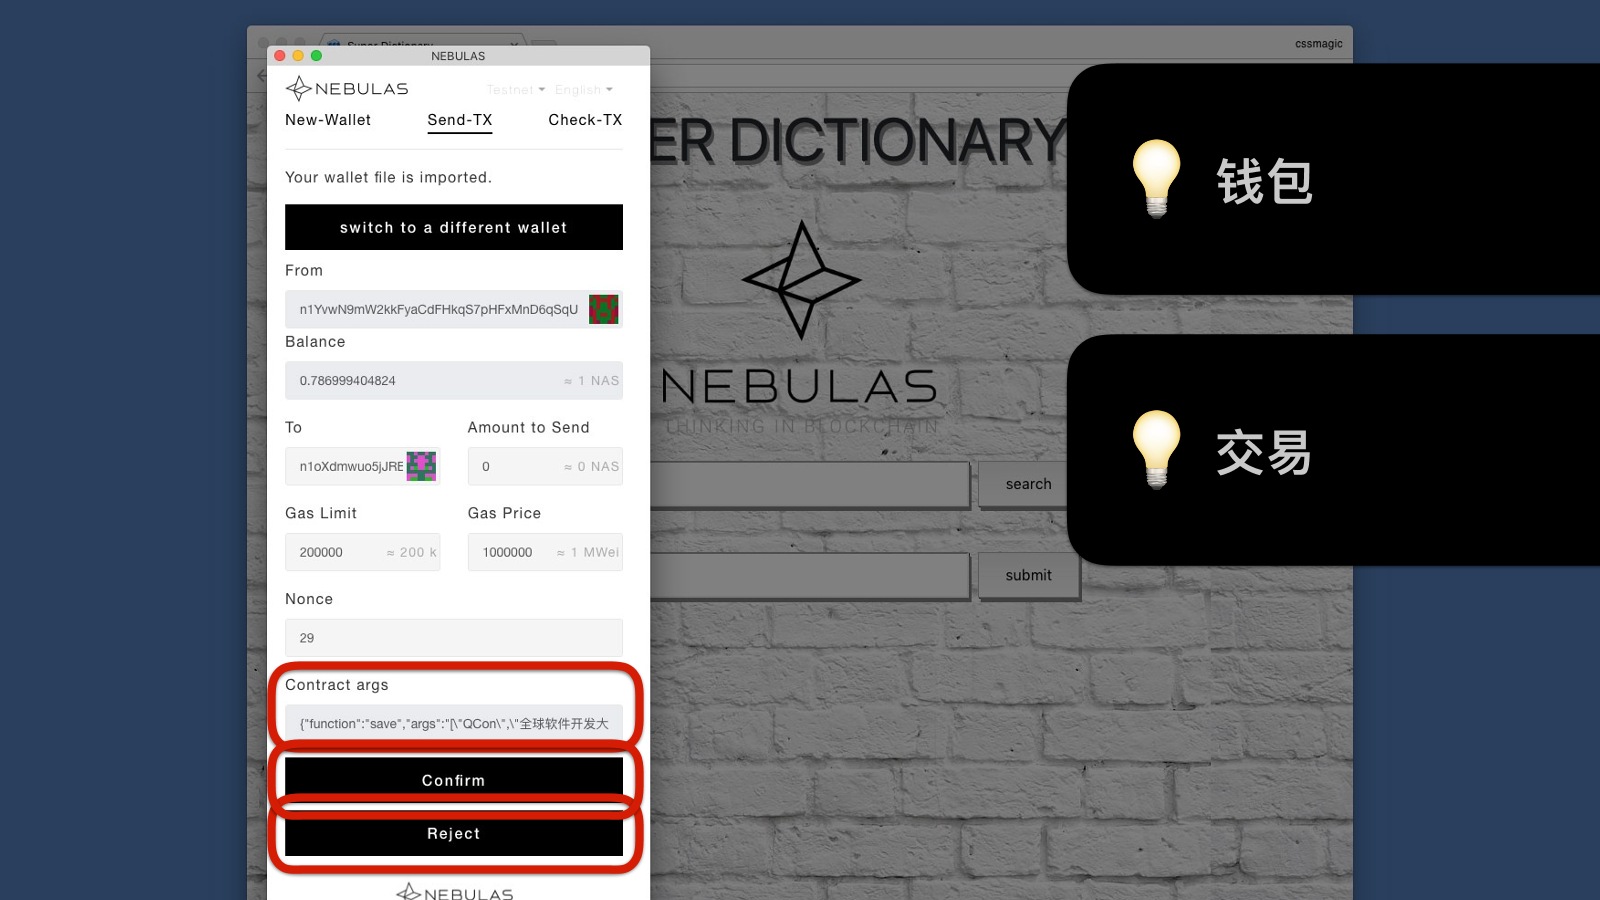 Super Dictionary
cssmagic
NEBULAS
NEBULAS
Testnet
English
New-Wallet
Send-TX
Check-TX
Your wallet file is imported.
switch to a different wallet
From
n1YvwN9mW2kkFyaCdFHkqS7pHFxMnD6qSqU
Balance
0.786999404824
≈ 1 NAS
To
Amount to Send
n1oXdmwuo5jJRE
0
≈ 0 NAS
Gas Limit
Gas Price
200000
≈ 200 k
1000000
≈ 1 MWei
Nonce
29
Contract args
{"function":"save","args":"[\"QCon\",\"全球软件开发大
Confirm
Reject
NEBULAS
ER DICTIONARY
NEBULAS
THINKING IN BLOCKCHAIN
search
submit
钱包
交易